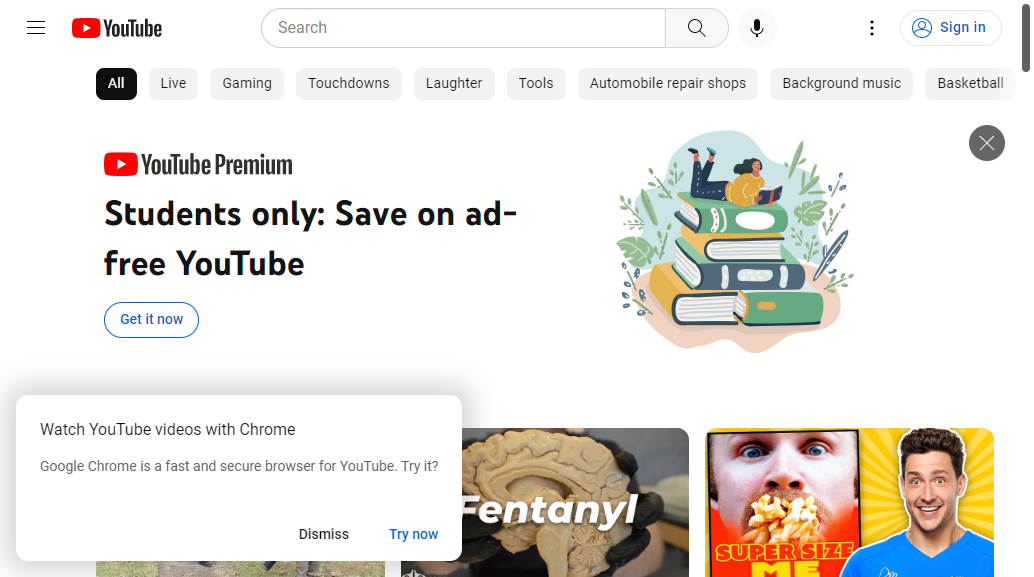 YouTube
Search
Sign in
All
Live
Gaming
Touchdowns
Laughter
Tools
Automobile repair shops
Background music
Basketball
YouTube Premium
Students only: Save on ad-
free YouTube
Get it now
Watch YouTube videos with Chrome
Google Chrome is a fast and secure browser for YouTube. Try it?
Dismiss
Try now
Fentanyl
SUPER SIZE
ME